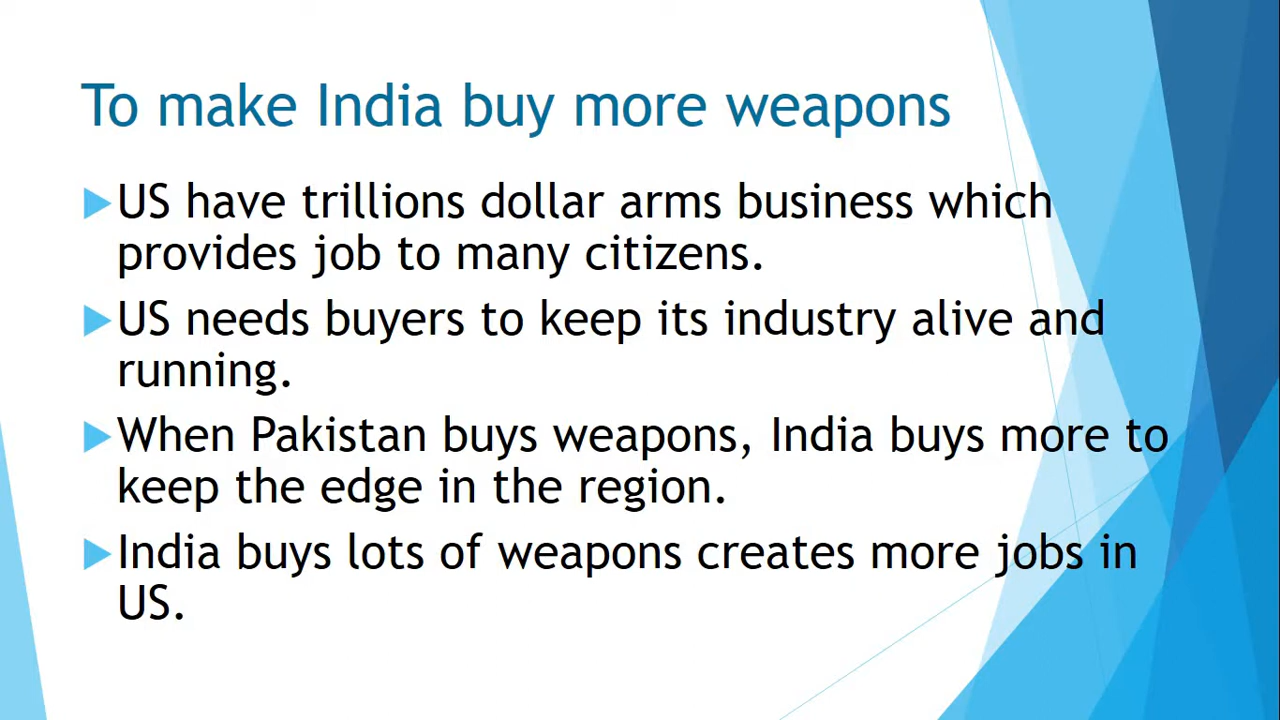 To make India buy more weapons
US have trillions dollar arms business which
provides job to many citizens.
US needs buyers to keep its industry alive and
running.
When Pakistan buys weapons, India buys more to
keep the edge in the region.
India buys lots of weapons creates more jobs in
US.